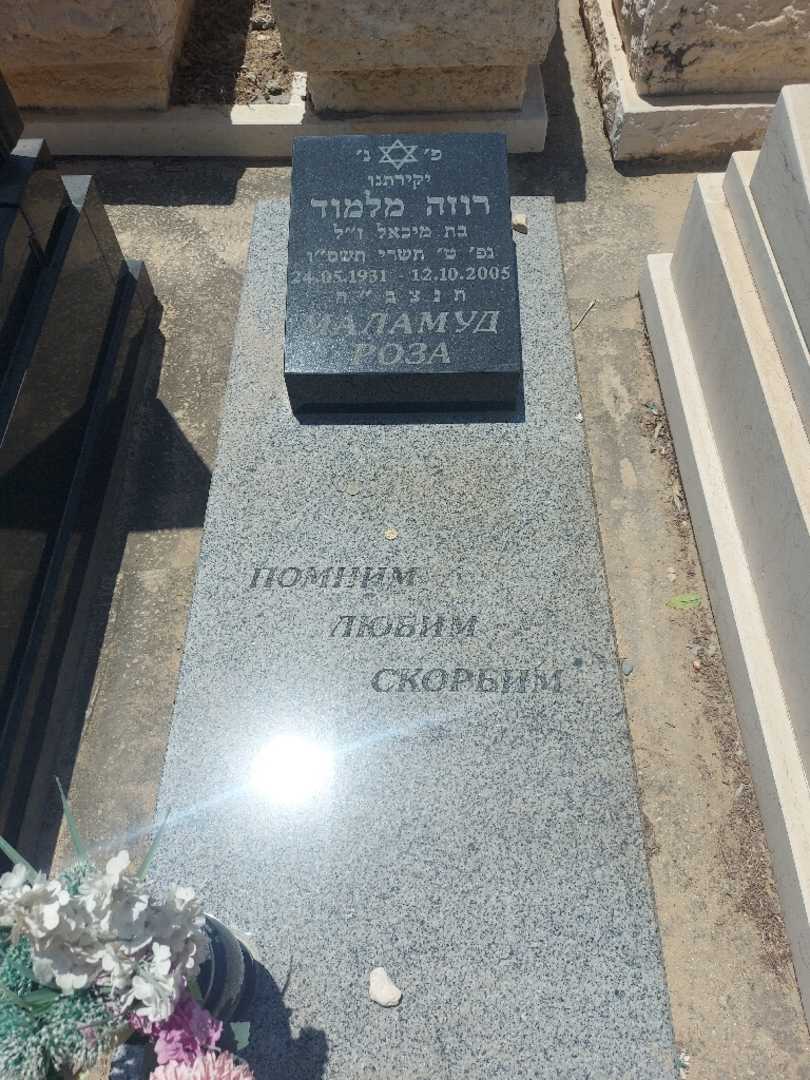 פ׳ נ׳
יקירתנו
רוזה מלמוד
בת מיכאל ז״ל
נפ׳ ט׳ תשרי תשס״ו
24.05.1931 - 12.10.2005
ת נ צ ב ״ ה
МАЛАМУД
РОЗА
ПОМНИМ
ЛЮБИМ
СКОРБИМ